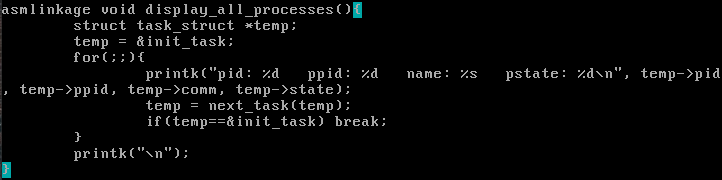 asmlinkage void display_all_processes(){
        struct task_struct *temp;
        temp = &init_task;
        for(;;){
                printk("pid: %d   ppid: %d   name: %s   pstate: %d\n", temp->pid
, temp->ppid, temp->comm, temp->state);
                temp = next_task(temp);
                if(temp==&init_task) break;
        }
        printk("\n");
}